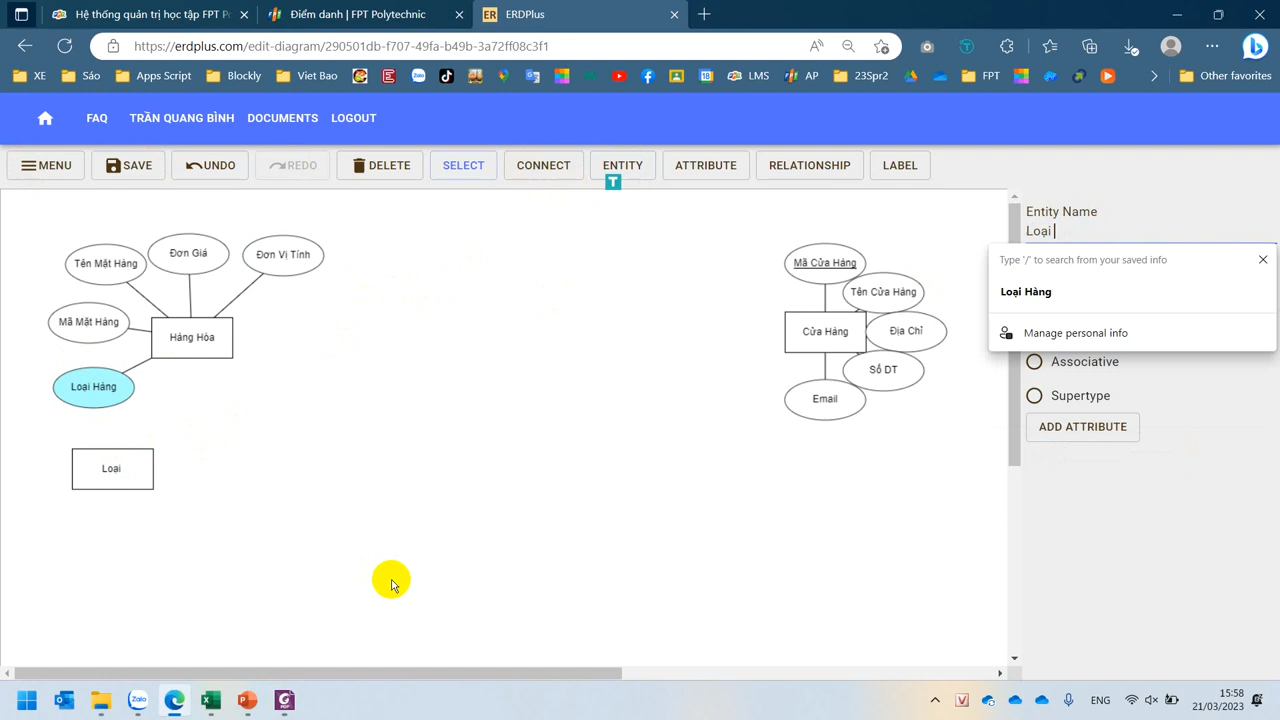 Hệ thống quản trị học tập FPT Po
Điểm danh | FPT Polytechnic
ER
ERDPlus
https://erdplus.com/edit-diagram/290501db-f707-49fa-b49b-3a72ff08c3f1
XE
Sáo
Apps Script
Blockly
Viet Bao
LMS
AP
23Spr2
FPT
Other favorites
FAQ
TRẦN QUANG BÌNH
DOCUMENTS
LOGOUT
MENU
SAVE
UNDO
REDO
DELETE
SELECT
CONNECT
ENTITY
ATTRIBUTE
RELATIONSHIP
LABEL
T
Entity Name
Loại
Type '/' to search from your saved info
Loại Hàng
Manage personal info
Associative
Supertype
ADD ATTRIBUTE
Tên Mặt Hàng
Đơn Giá
Đơn Vị Tính
Mã Mặt Hàng
Hàng Hóa
Loại Hàng
Loại
Mã Cửa Hàng
Tên Cửa Hàng
Cửa Hàng
Địa Chỉ
Số DT
Email
ENG
15:58
21/03/2023